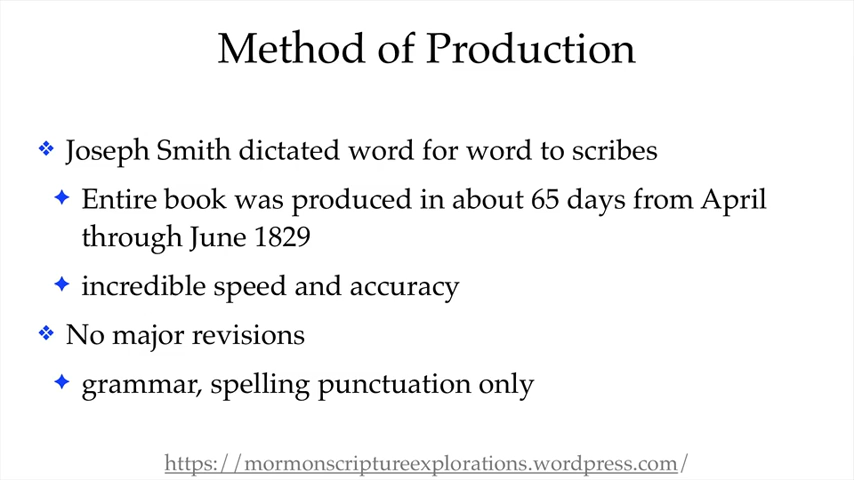 Method of Production
❖ Joseph Smith dictated word for word to scribes
✦ Entire book was produced in about 65 days from April
through June 1829
✦ incredible speed and accuracy
❖ No major revisions
✦ grammar, spelling punctuation only
https://mormonscriptureexplorations.wordpress.com/